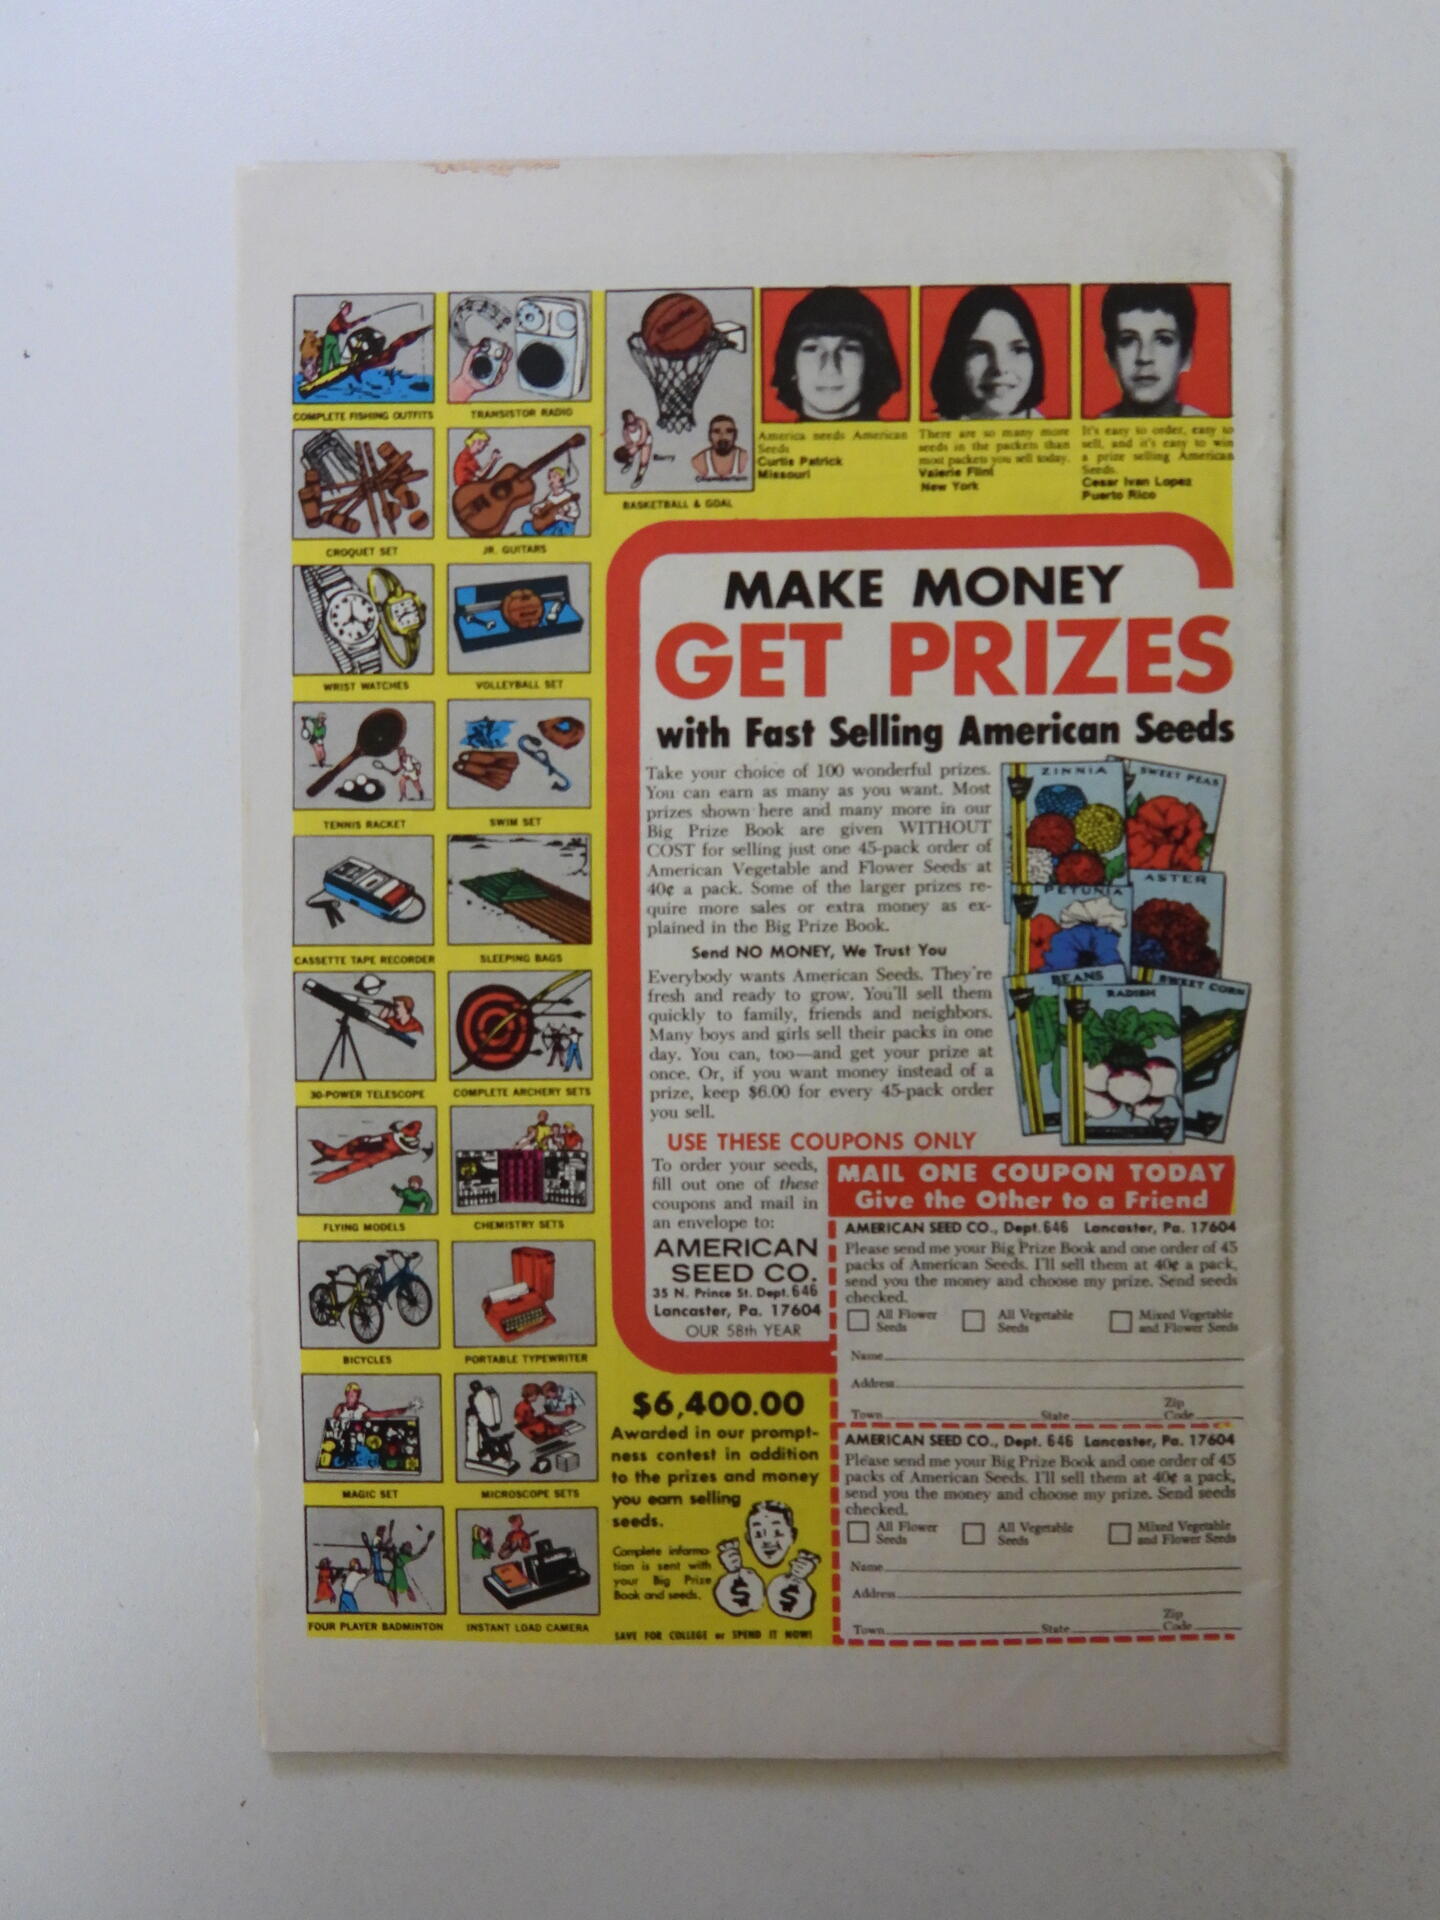 COMPLETE FISHING OUTFITS
TRANSISTOR RADIO
CROQUET SET
JR. GUITARS
WRIST WATCHES
VOLLEYBALL SET
TENNIS RACKET
SWIM SET
CASSETTE TAPE RECORDER
SLEEPING BAGS
30-POWER TELESCOPE
COMPLETE ARCHERY SETS
FLYING MODELS
CHEMISTRY SETS
BICYCLES
PORTABLE TYPEWRITER
MAGIC SET
MICROSCOPE SETS
FOUR PLAYER BADMINTON
INSTANT LOAD CAMERA
Barry
Chamberlain
BASKETBALL & GOAL
America needs American
Seeds
Curtis Patrick
Missouri
There are so many more
seeds in the packets than
most packets you sell today.
Valerie Flint
New York
It's easy to order, easy to
sell, and it's easy to win
a prize selling American
Seeds.
Cesar Ivan Lopez
Puerto Rico
MAKE MONEY
GET PRIZES
with Fast Selling American Seeds
Take your choice of 100 wonderful prizes.
You can earn as many as you want. Most
prizes shown here and many more in our
Big Prize Book are given WITHOUT
COST for selling just one 45-pack order of
American Vegetable and Flower Seeds at
40¢ a pack. Some of the larger prizes re-
quire more sales or extra money as ex-
plained in the Big Prize Book.
Send NO MONEY, We Trust You
Everybody wants American Seeds. They're
fresh and ready to grow. You'll sell them
quickly to family, friends and neighbors.
Many boys and girls sell their packs in one
day. You can, too—and get your prize at
once. Or, if you want money instead of a
prize, keep $6.00 for every 45-pack order
you sell.
ZINNIA
SWEET PEAS
PETUNIA
ASTER
BEANS
RADISH
SWEET CORN
USE THESE COUPONS ONLY
To order your seeds,
fill out one of these
coupons and mail in
an envelope to:
AMERICAN
SEED CO.
35 N. Prince St. Dept. 646
Lancaster, Pa. 17604
OUR 58th YEAR
MAIL ONE COUPON TODAY
Give the Other to a Friend
AMERICAN SEED CO., Dept. 646 Lancaster, Pa. 17604
Please send me your Big Prize Book and one order of 45
packs of American Seeds. I'll sell them at 40¢ a pack,
send you the money and choose my prize. Send seeds
checked.
All Flower Seeds
All Vegetable Seeds
Mixed Vegetable and Flower Seeds
Name
Address
Town State Zip Code
AMERICAN SEED CO., Dept. 646 Lancaster, Pa. 17604
Please send me your Big Prize Book and one order of 45
packs of American Seeds. I'll sell them at 40¢ a pack,
send you the money and choose my prize. Send seeds
checked.
All Flower Seeds
All Vegetable Seeds
Mixed Vegetable and Flower Seeds
Name
Address
Town State Zip Code
$6,400.00
Awarded in our prompt-
ness contest in addition
to the prizes and money
you earn selling
seeds.
Complete informa-
tion is sent with
your Big Prize
Book and seeds.
$ $
SAVE FOR COLLEGE or SPEND IT NOW!